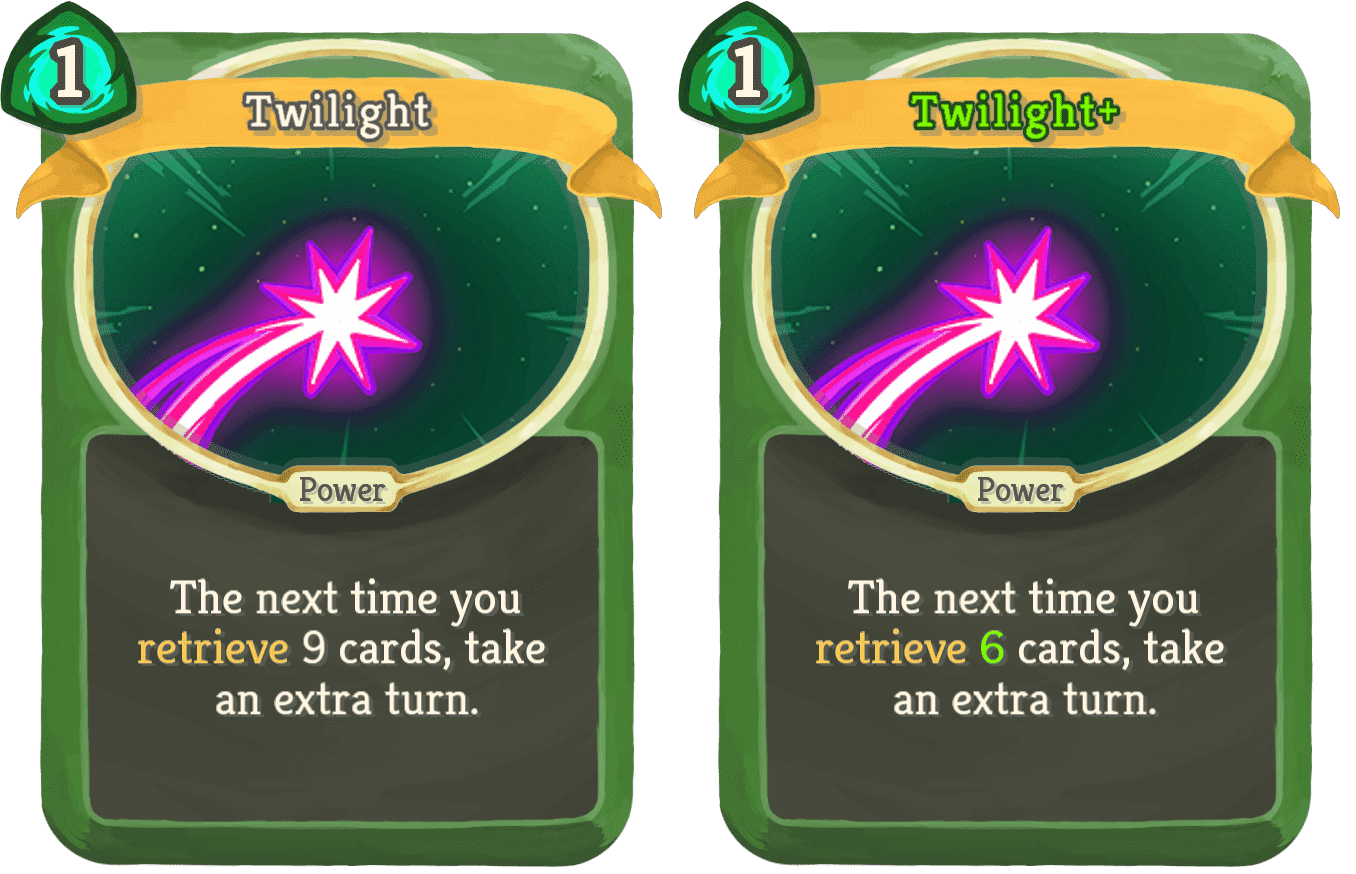 1
Twilight
Power
The next time you
retrieve 9 cards, take
an extra turn.
1
Twilight+
Power
The next time you
retrieve 6 cards, take
an extra turn.